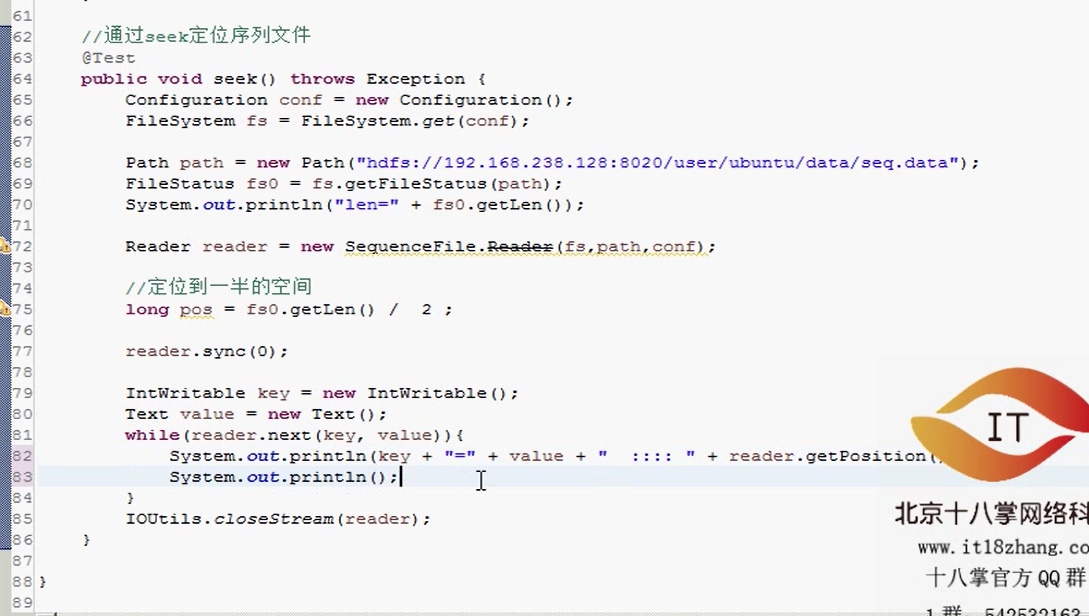 61
62 //通过seek定位序列文件
63 @Test
64 public void seek() throws Exception {
65 Configuration conf = new Configuration();
66 FileSystem fs = FileSystem.get(conf);
67
68 Path path = new Path("hdfs://192.168.238.128:8020/user/ubuntu/data/seq.data");
69 FileStatus fs0 = fs.getFileStatus(path);
70 System.out.println("len=" + fs0.getLen());
71
72 Reader reader = new SequenceFile.Reader(fs,path,conf);
73
74 //定位到一半的空间
75 long pos = fs0.getLen() / 2 ;
76
77 reader.sync(0);
78
79 IntWritable key = new IntWritable();
80 Text value = new Text();
81 while(reader.next(key, value)){
82 System.out.println(key + "=" + value + " :::: " + reader.getPosition(
83 System.out.println();
84 }
85 IOUtils.closeStream(reader);
86 }
87
88 }
89
IT
北京十八掌网络科
www.it18zhang.co
十八掌官方QQ群
1群: 542532163